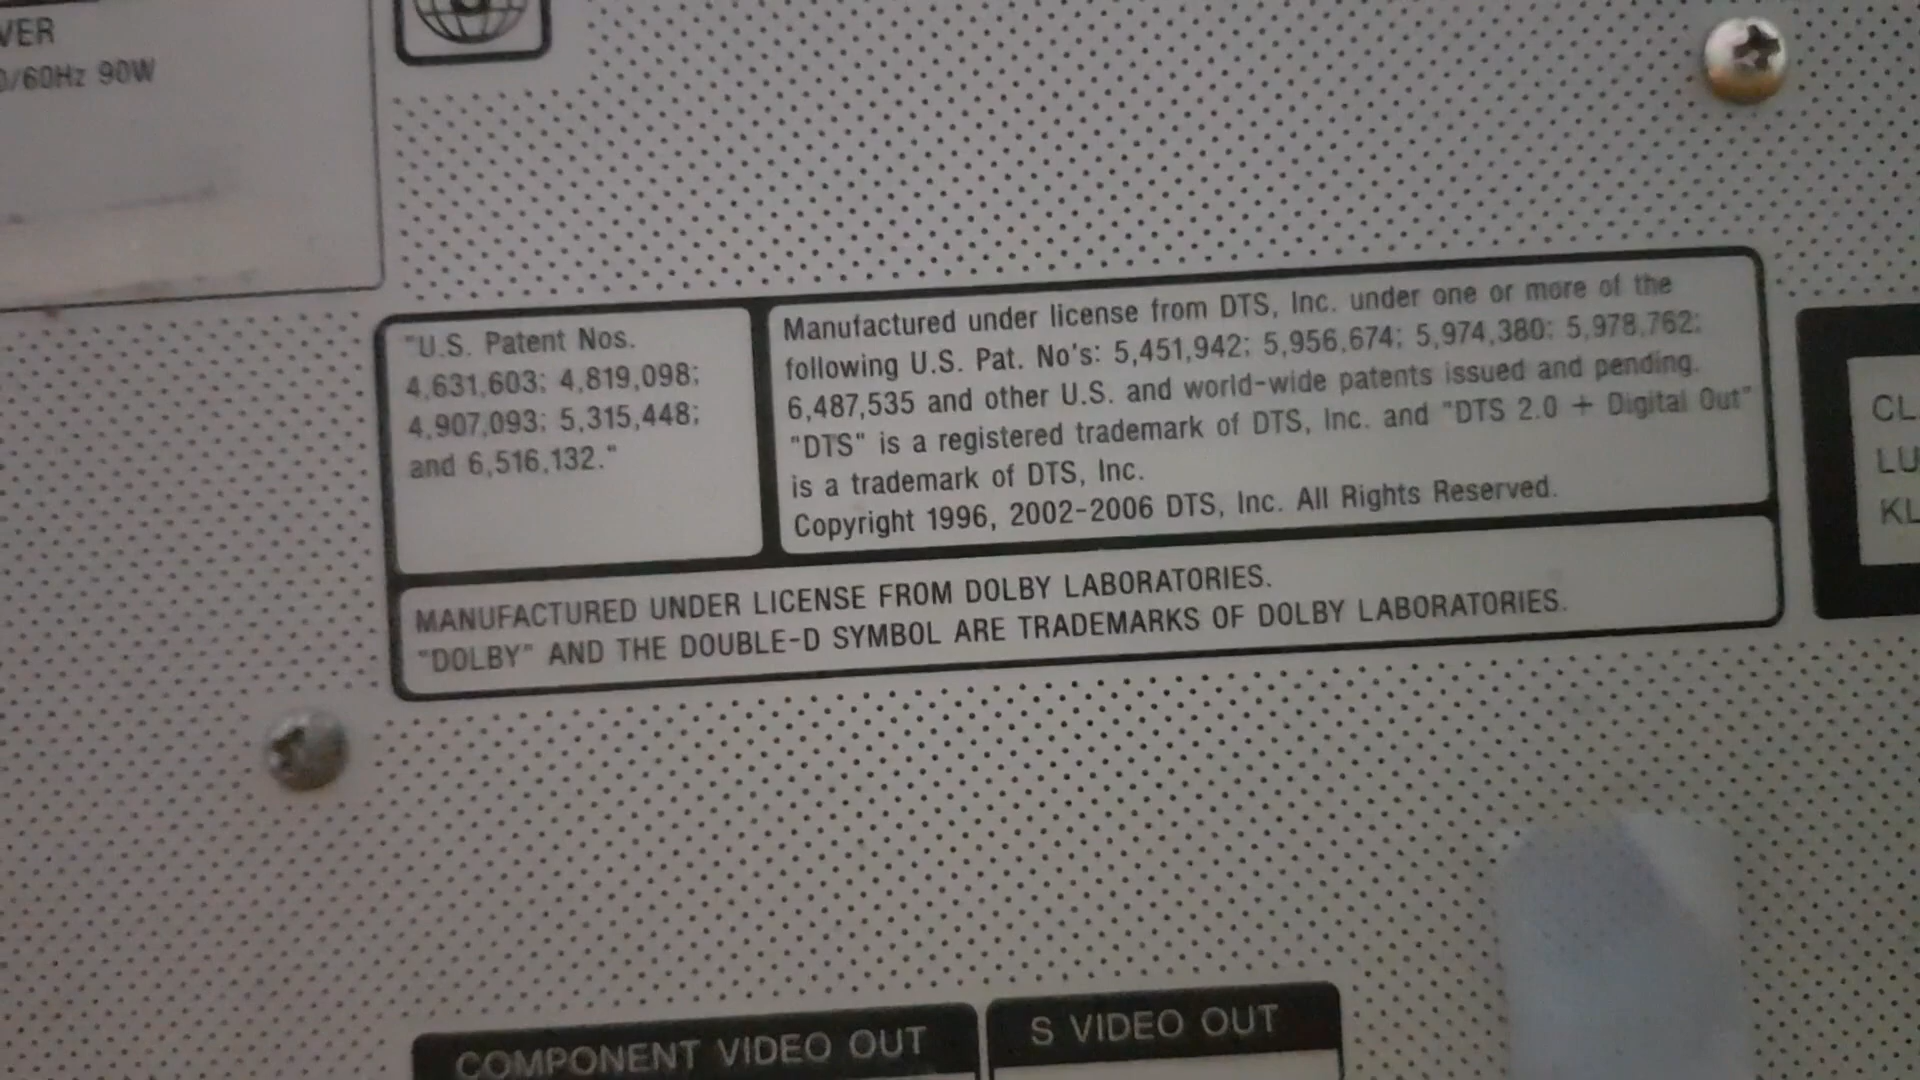 VER
0/60Hz 90W
"U.S. Patent Nos.
4,631,603; 4,819,098;
4,907,093; 5,315,448;
and 6,516,132."
Manufactured under license from DTS, Inc. under one or more of the
following U.S. Pat. No's: 5,451,942; 5,956,674; 5,974,380; 5,978,762;
6,487,535 and other U.S. and world-wide patents issued and pending.
"DTS" is a registered trademark of DTS, Inc. and "DTS 2.0 + Digital Out"
is a trademark of DTS, Inc.
Copyright 1996, 2002-2006 DTS, Inc. All Rights Reserved.
MANUFACTURED UNDER LICENSE FROM DOLBY LABORATORIES.
"DOLBY" AND THE DOUBLE-D SYMBOL ARE TRADEMARKS OF DOLBY LABORATORIES.
CL
LU
KL
COMPONENT VIDEO OUT
S VIDEO OUT